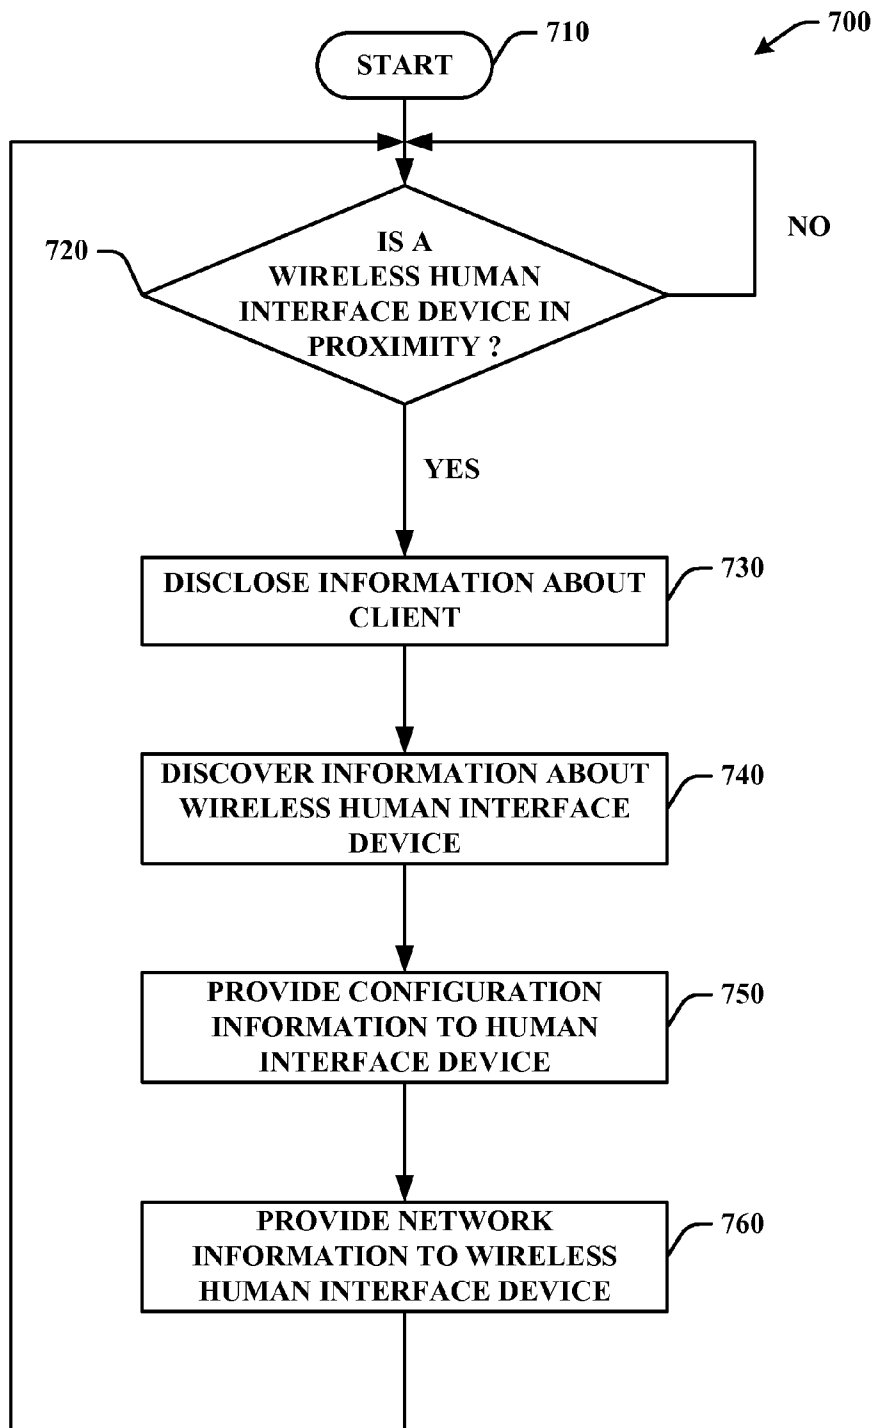 700
710
START
720
IS A
WIRELESS HUMAN
INTERFACE DEVICE IN
PROXIMITY ?
NO
YES
730
DISCLOSE INFORMATION ABOUT
CLIENT
740
DISCOVER INFORMATION ABOUT
WIRELESS HUMAN INTERFACE
DEVICE
750
PROVIDE CONFIGURATION
INFORMATION TO HUMAN
INTERFACE DEVICE
760
PROVIDE NETWORK
INFORMATION TO WIRELESS
HUMAN INTERFACE DEVICE